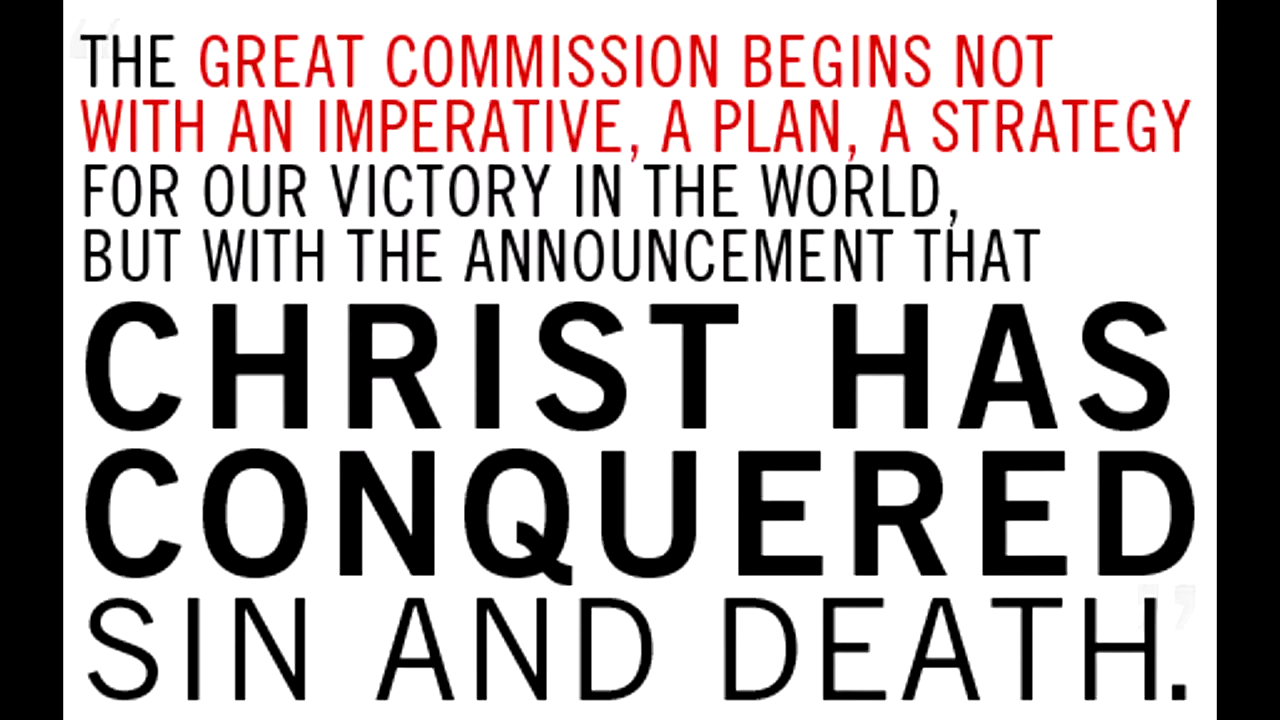 THE GREAT COMMISSION BEGINS NOT
WITH AN IMPERATIVE, A PLAN, A STRATEGY
FOR OUR VICTORY IN THE WORLD,
BUT WITH THE ANNOUNCEMENT THAT
CHRIST HAS
CONQUERED
SIN AND DEATH.